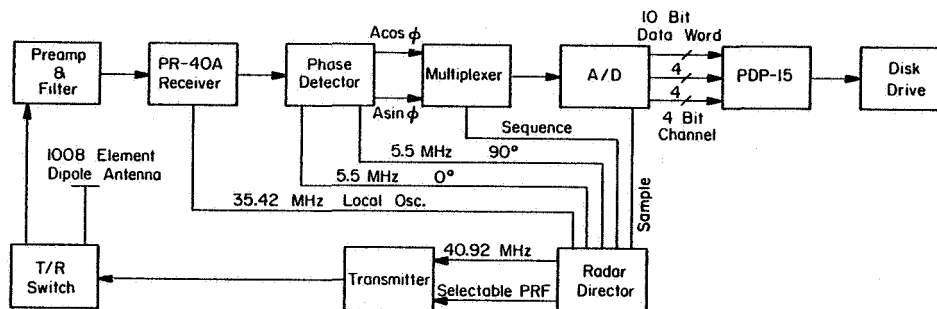 10 Bit
Data Word
Preamp
&
Filter
PR-40A
Receiver
Phase
Detector
Acos ϕ
Asin ϕ
Multiplexer
A/D
4
4
4 Bit
Channel
PDP-15
Disk
Drive
Sequence
5.5 MHz 90°
5.5 MHz 0°
35.42 MHz Local Osc.
Sample
1008 Element
Dipole Antenna
T/R
Switch
Transmitter
40.92 MHz
Selectable PRF
Radar
Director